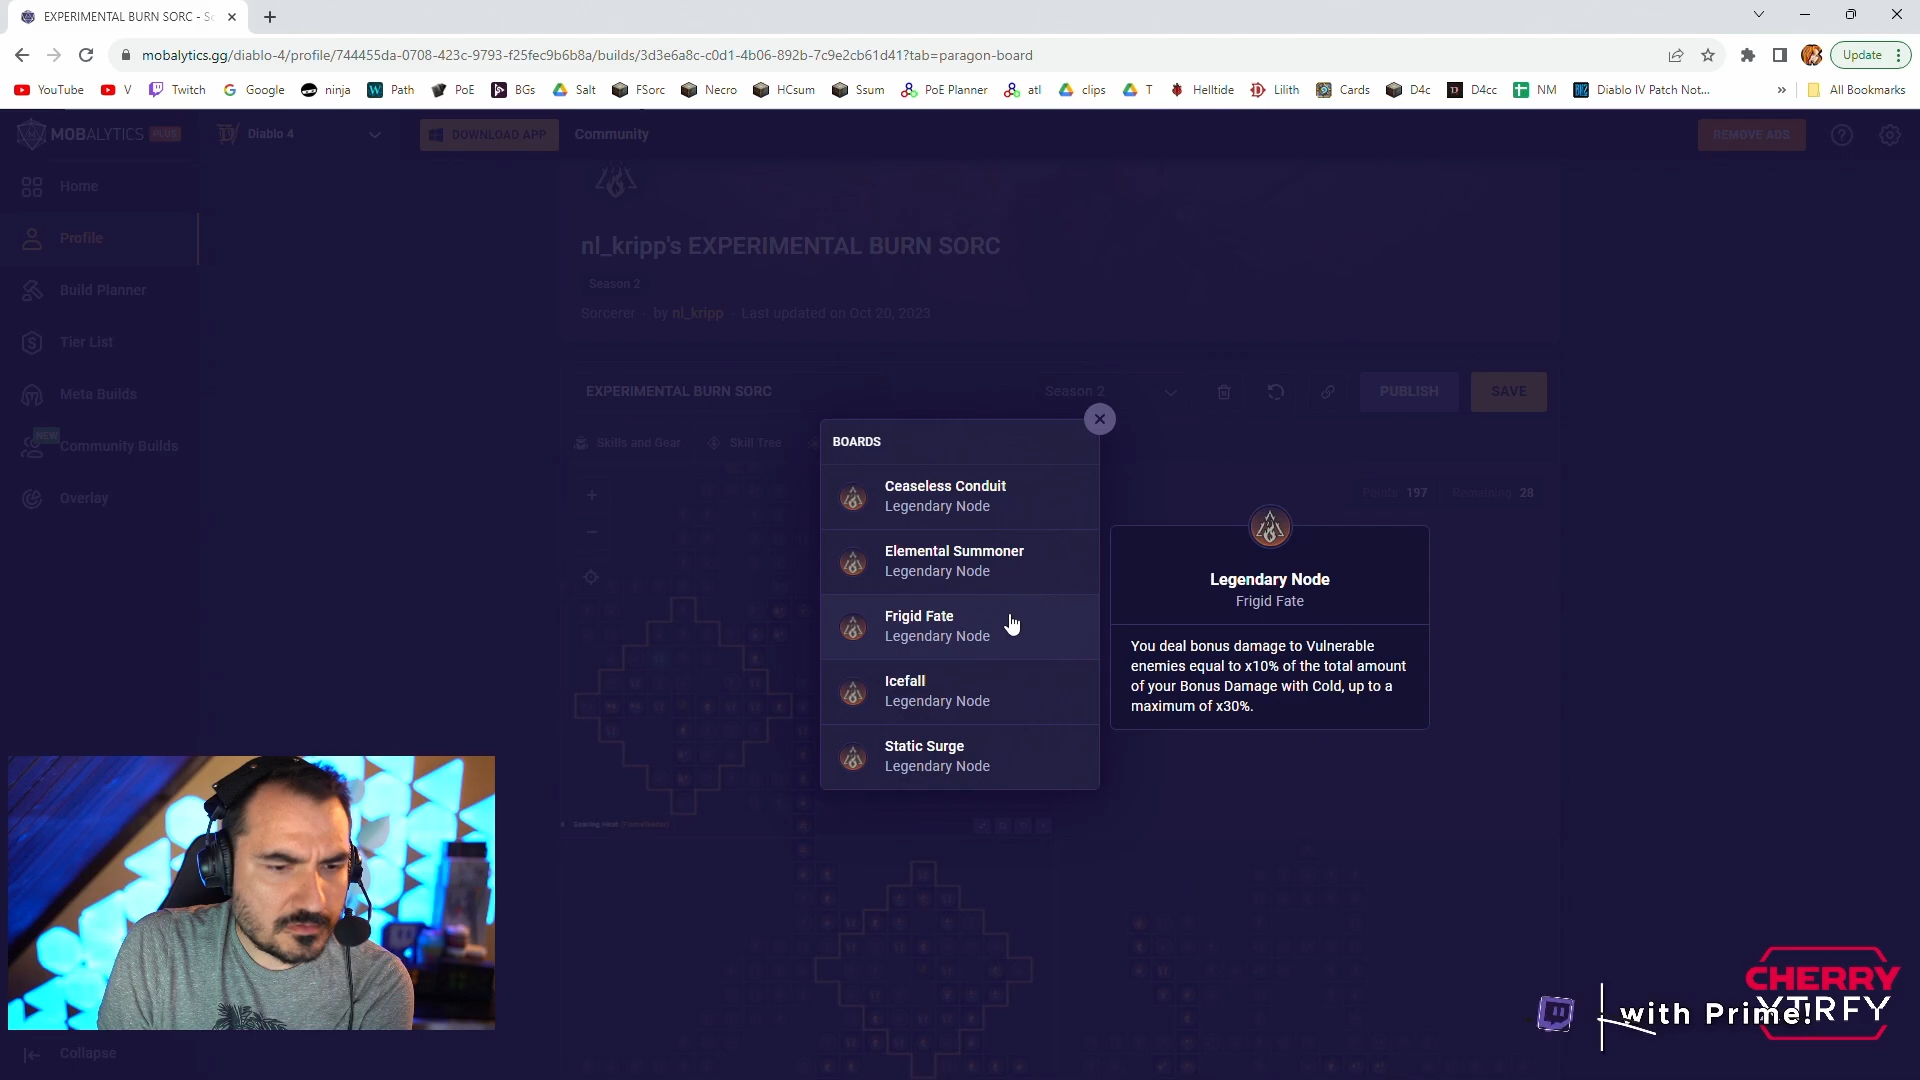 EXPERIMENTAL BURN SORC - Sc
mobalytics.gg/diablo-4/profile/744455da-0708-423c-9793-f25fec9b6b8a/builds/3d3e6a8c-c0d1-4b06-892b-7c9e2cb61d41?tab=paragon-board
Update
YouTube V Twitch Google ninja Path PoE BGs Salt FSorc Necro HCsum Ssum PoE Planner atl clips T Helltide Lilith Cards D4c D4cc NM Diablo IV Patch Not... » All Bookmarks
MOBALYTICS PLUS
Diablo 4
DOWNLOAD APP
Community
REMOVE ADS
Home
Profile
Build Planner
Tier List
Meta Builds
NEW
Community Builds
Overlay
Collapse
nl_kripp's EXPERIMENTAL BURN SORC
Season 2
Sorcerer - by nl_kripp - Last updated on Oct 20, 2023
EXPERIMENTAL BURN SORC
Season 2
PUBLISH
SAVE
Skills and Gear
Skill Tree
Points 197 Remaining 28
BOARDS
Ceaseless Conduit
Legendary Node
Elemental Summoner
Legendary Node
Frigid Fate
Legendary Node
Icefall
Legendary Node
Static Surge
Legendary Node
Legendary Node
Frigid Fate
You deal bonus damage to Vulnerable
enemies equal to x10% of the total amount
of your Bonus Damage with Cold, up to a
maximum of x30%.
CHERRY
XTRFY
with Prime!